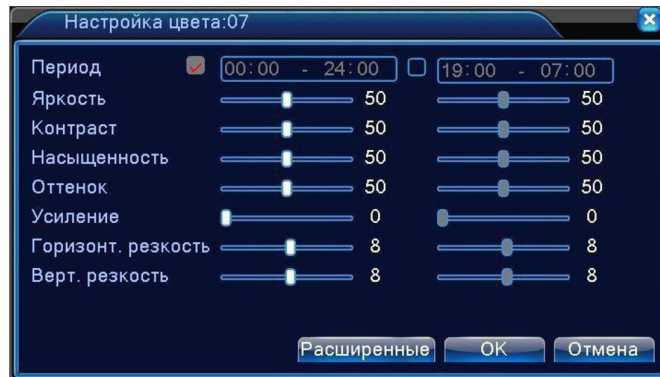 Настройка цвета:07
Период 00:00 - 24:00 19:00 - 07:00
Яркость 50 50
Контраст 50 50
Насыщенность 50 50
Оттенок 50 50
Усиление 0 0
Горизонт. резкость 8 8
Верт. резкость 8 8
Расширенные OK Отмена